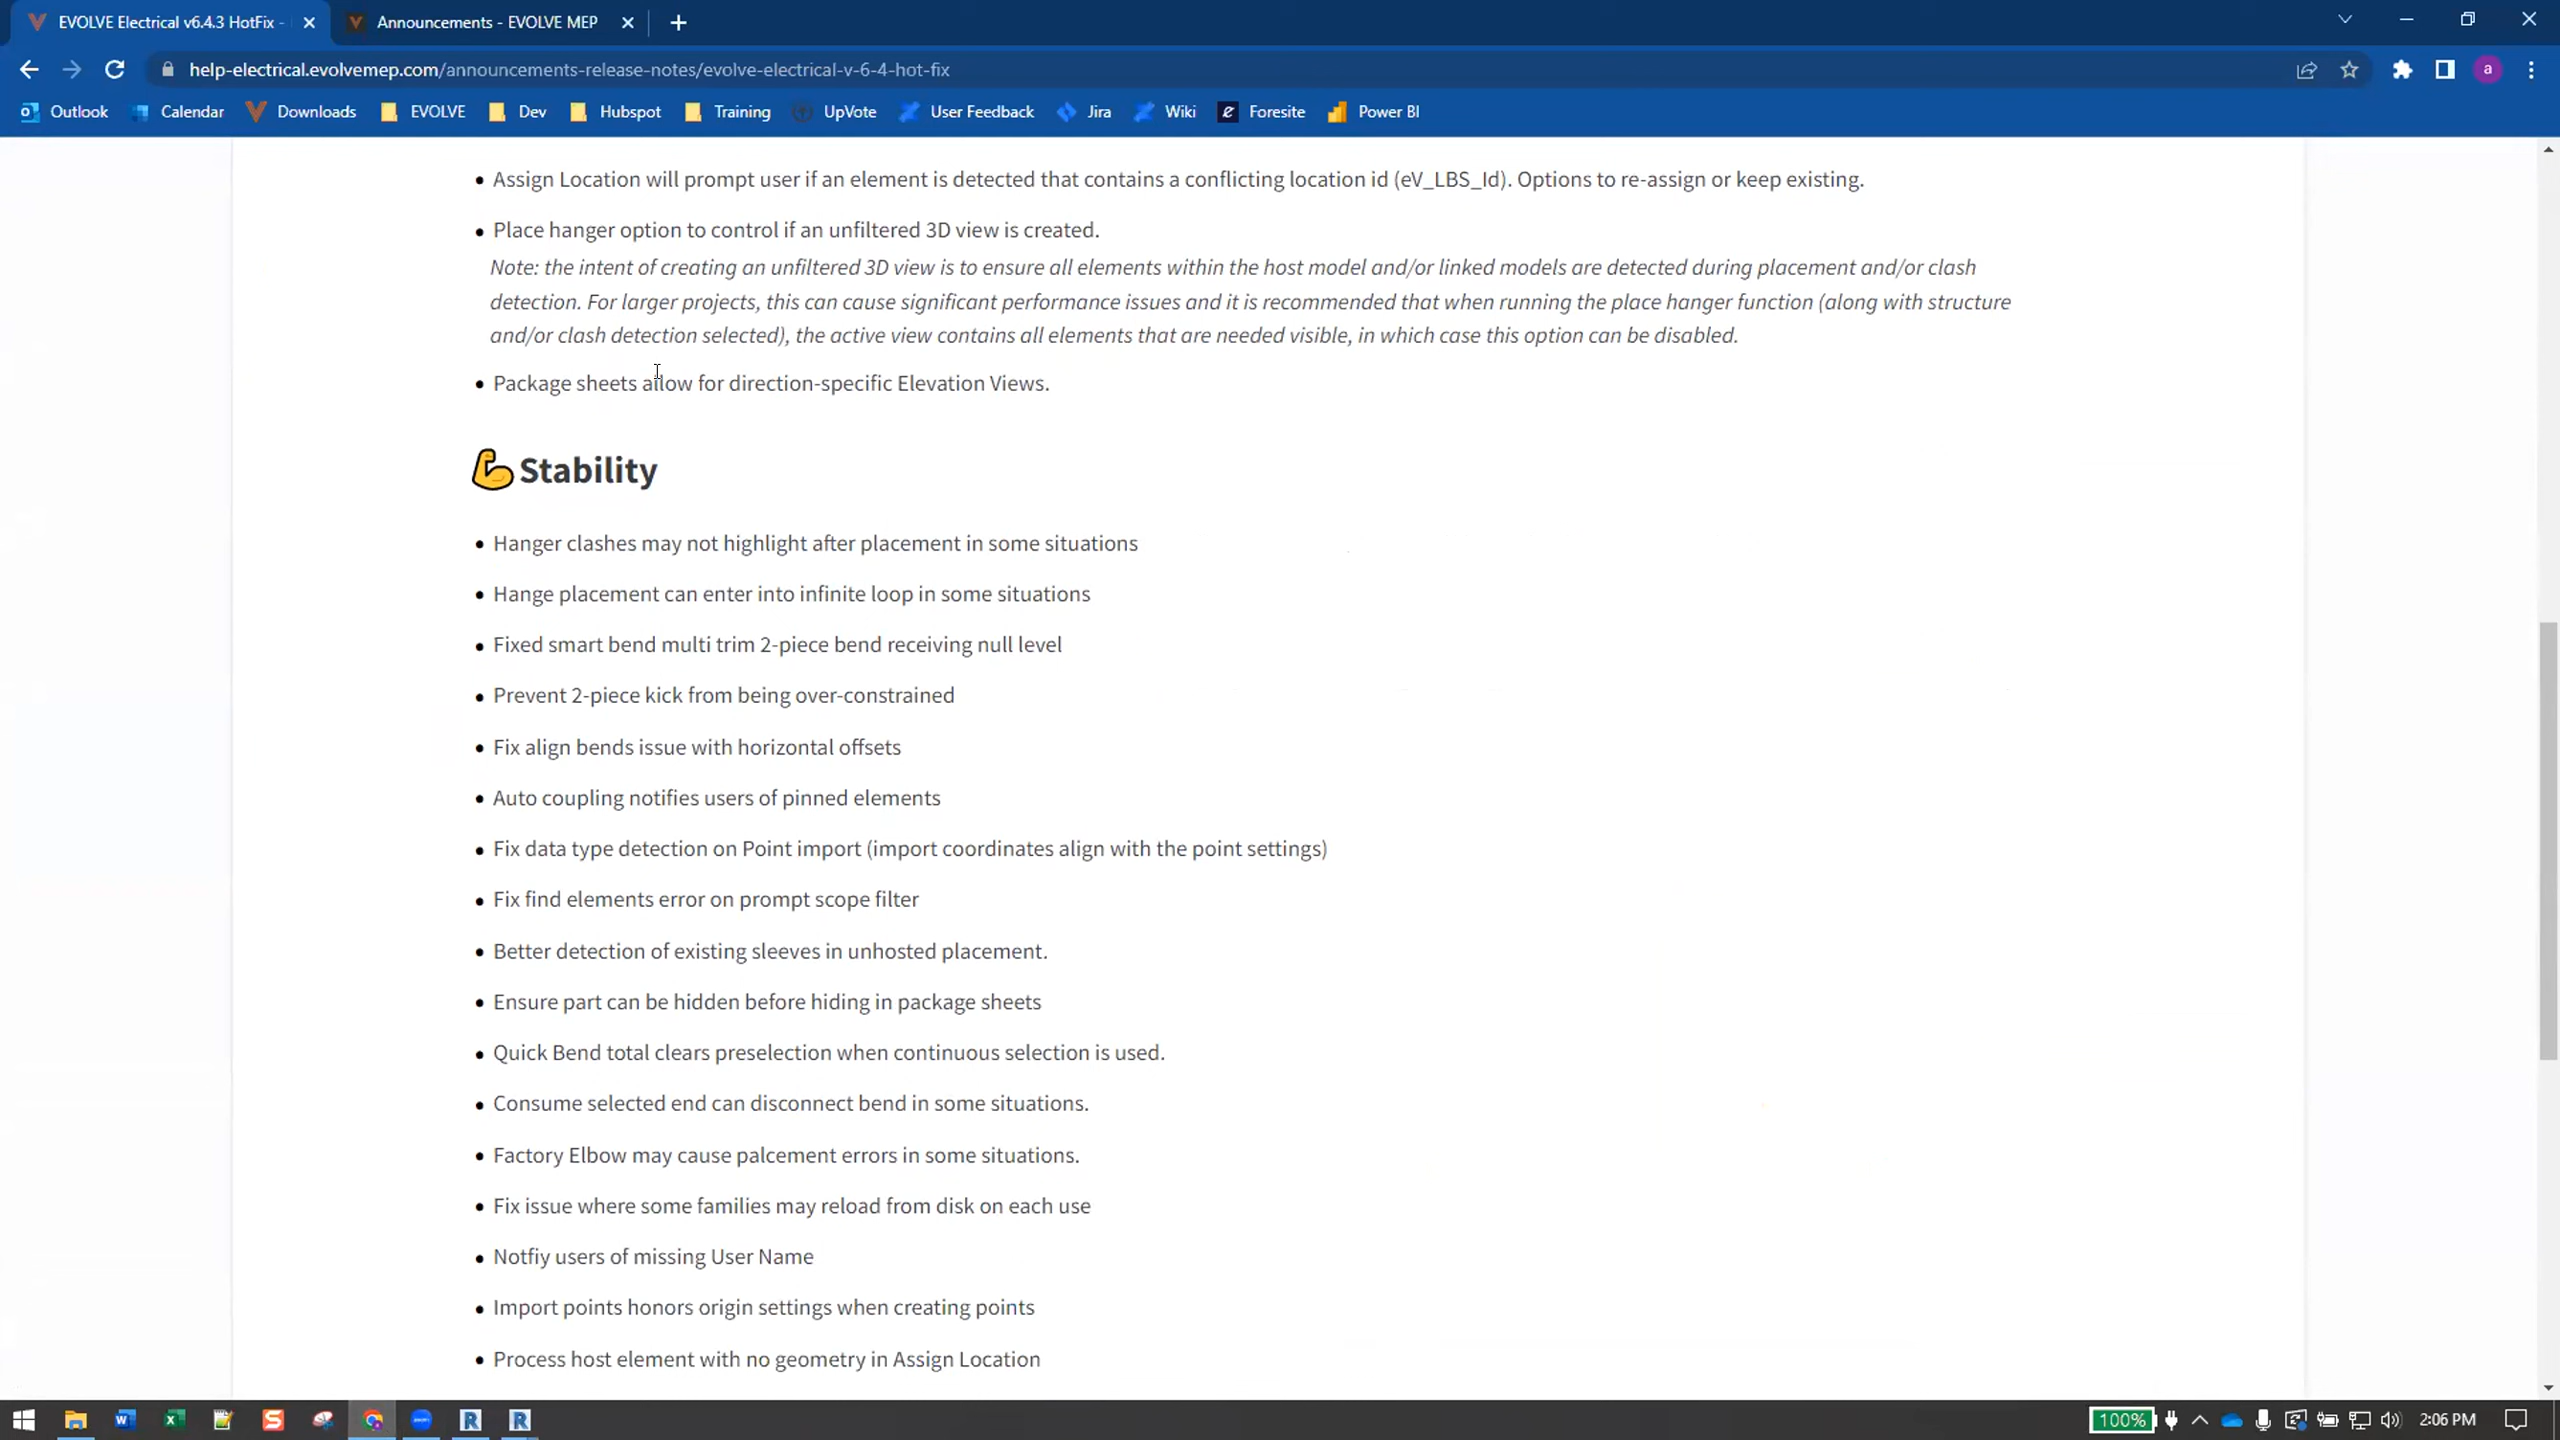 EVOLVE Electrical v6.4.3 HotFix -
Announcements - EVOLVE MEP
help-electrical.evolvemep.com/announcements-release-notes/evolve-electrical-v-6-4-hot-fix
a
Outlook
Calendar
Downloads
EVOLVE
Dev
Hubspot
Training
UpVote
User Feedback
Jira
Wiki
Foresite
Power BI
• Assign Location will prompt user if an element is detected that contains a conflicting location id (eV_LBS_Id). Options to re-assign or keep existing.
• Place hanger option to control if an unfiltered 3D view is created.
Note: the intent of creating an unfiltered 3D view is to ensure all elements within the host model and/or linked models are detected during placement and/or clash
detection. For larger projects, this can cause significant performance issues and it is recommended that when running the place hanger function (along with structure
and/or clash detection selected), the active view contains all elements that are needed visible, in which case this option can be disabled.
• Package sheets allow for direction-specific Elevation Views.
💪 Stability
• Hanger clashes may not highlight after placement in some situations
• Hange placement can enter into infinite loop in some situations
• Fixed smart bend multi trim 2-piece bend receiving null level
• Prevent 2-piece kick from being over-constrained
• Fix align bends issue with horizontal offsets
• Auto coupling notifies users of pinned elements
• Fix data type detection on Point import (import coordinates align with the point settings)
• Fix find elements error on prompt scope filter
• Better detection of existing sleeves in unhosted placement.
• Ensure part can be hidden before hiding in package sheets
• Quick Bend total clears preselection when continuous selection is used.
• Consume selected end can disconnect bend in some situations.
• Factory Elbow may cause palcement errors in some situations.
• Fix issue where some families may reload from disk on each use
• Notfiy users of missing User Name
• Import points honors origin settings when creating points
• Process host element with no geometry in Assign Location
100%
2:06 PM